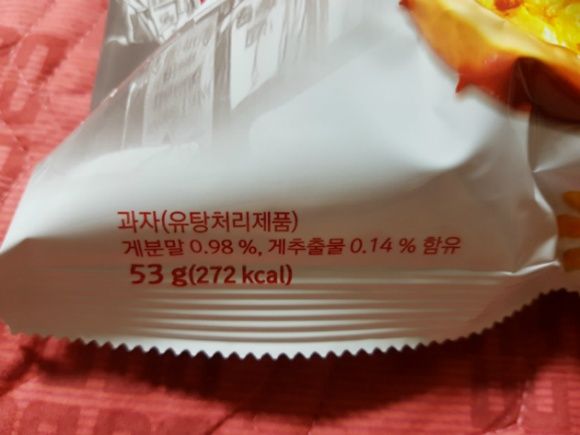 과자(유탕처리제품)
게분말 0.98 %, 게추출물 0.14 % 함유
53 g(272 kcal)